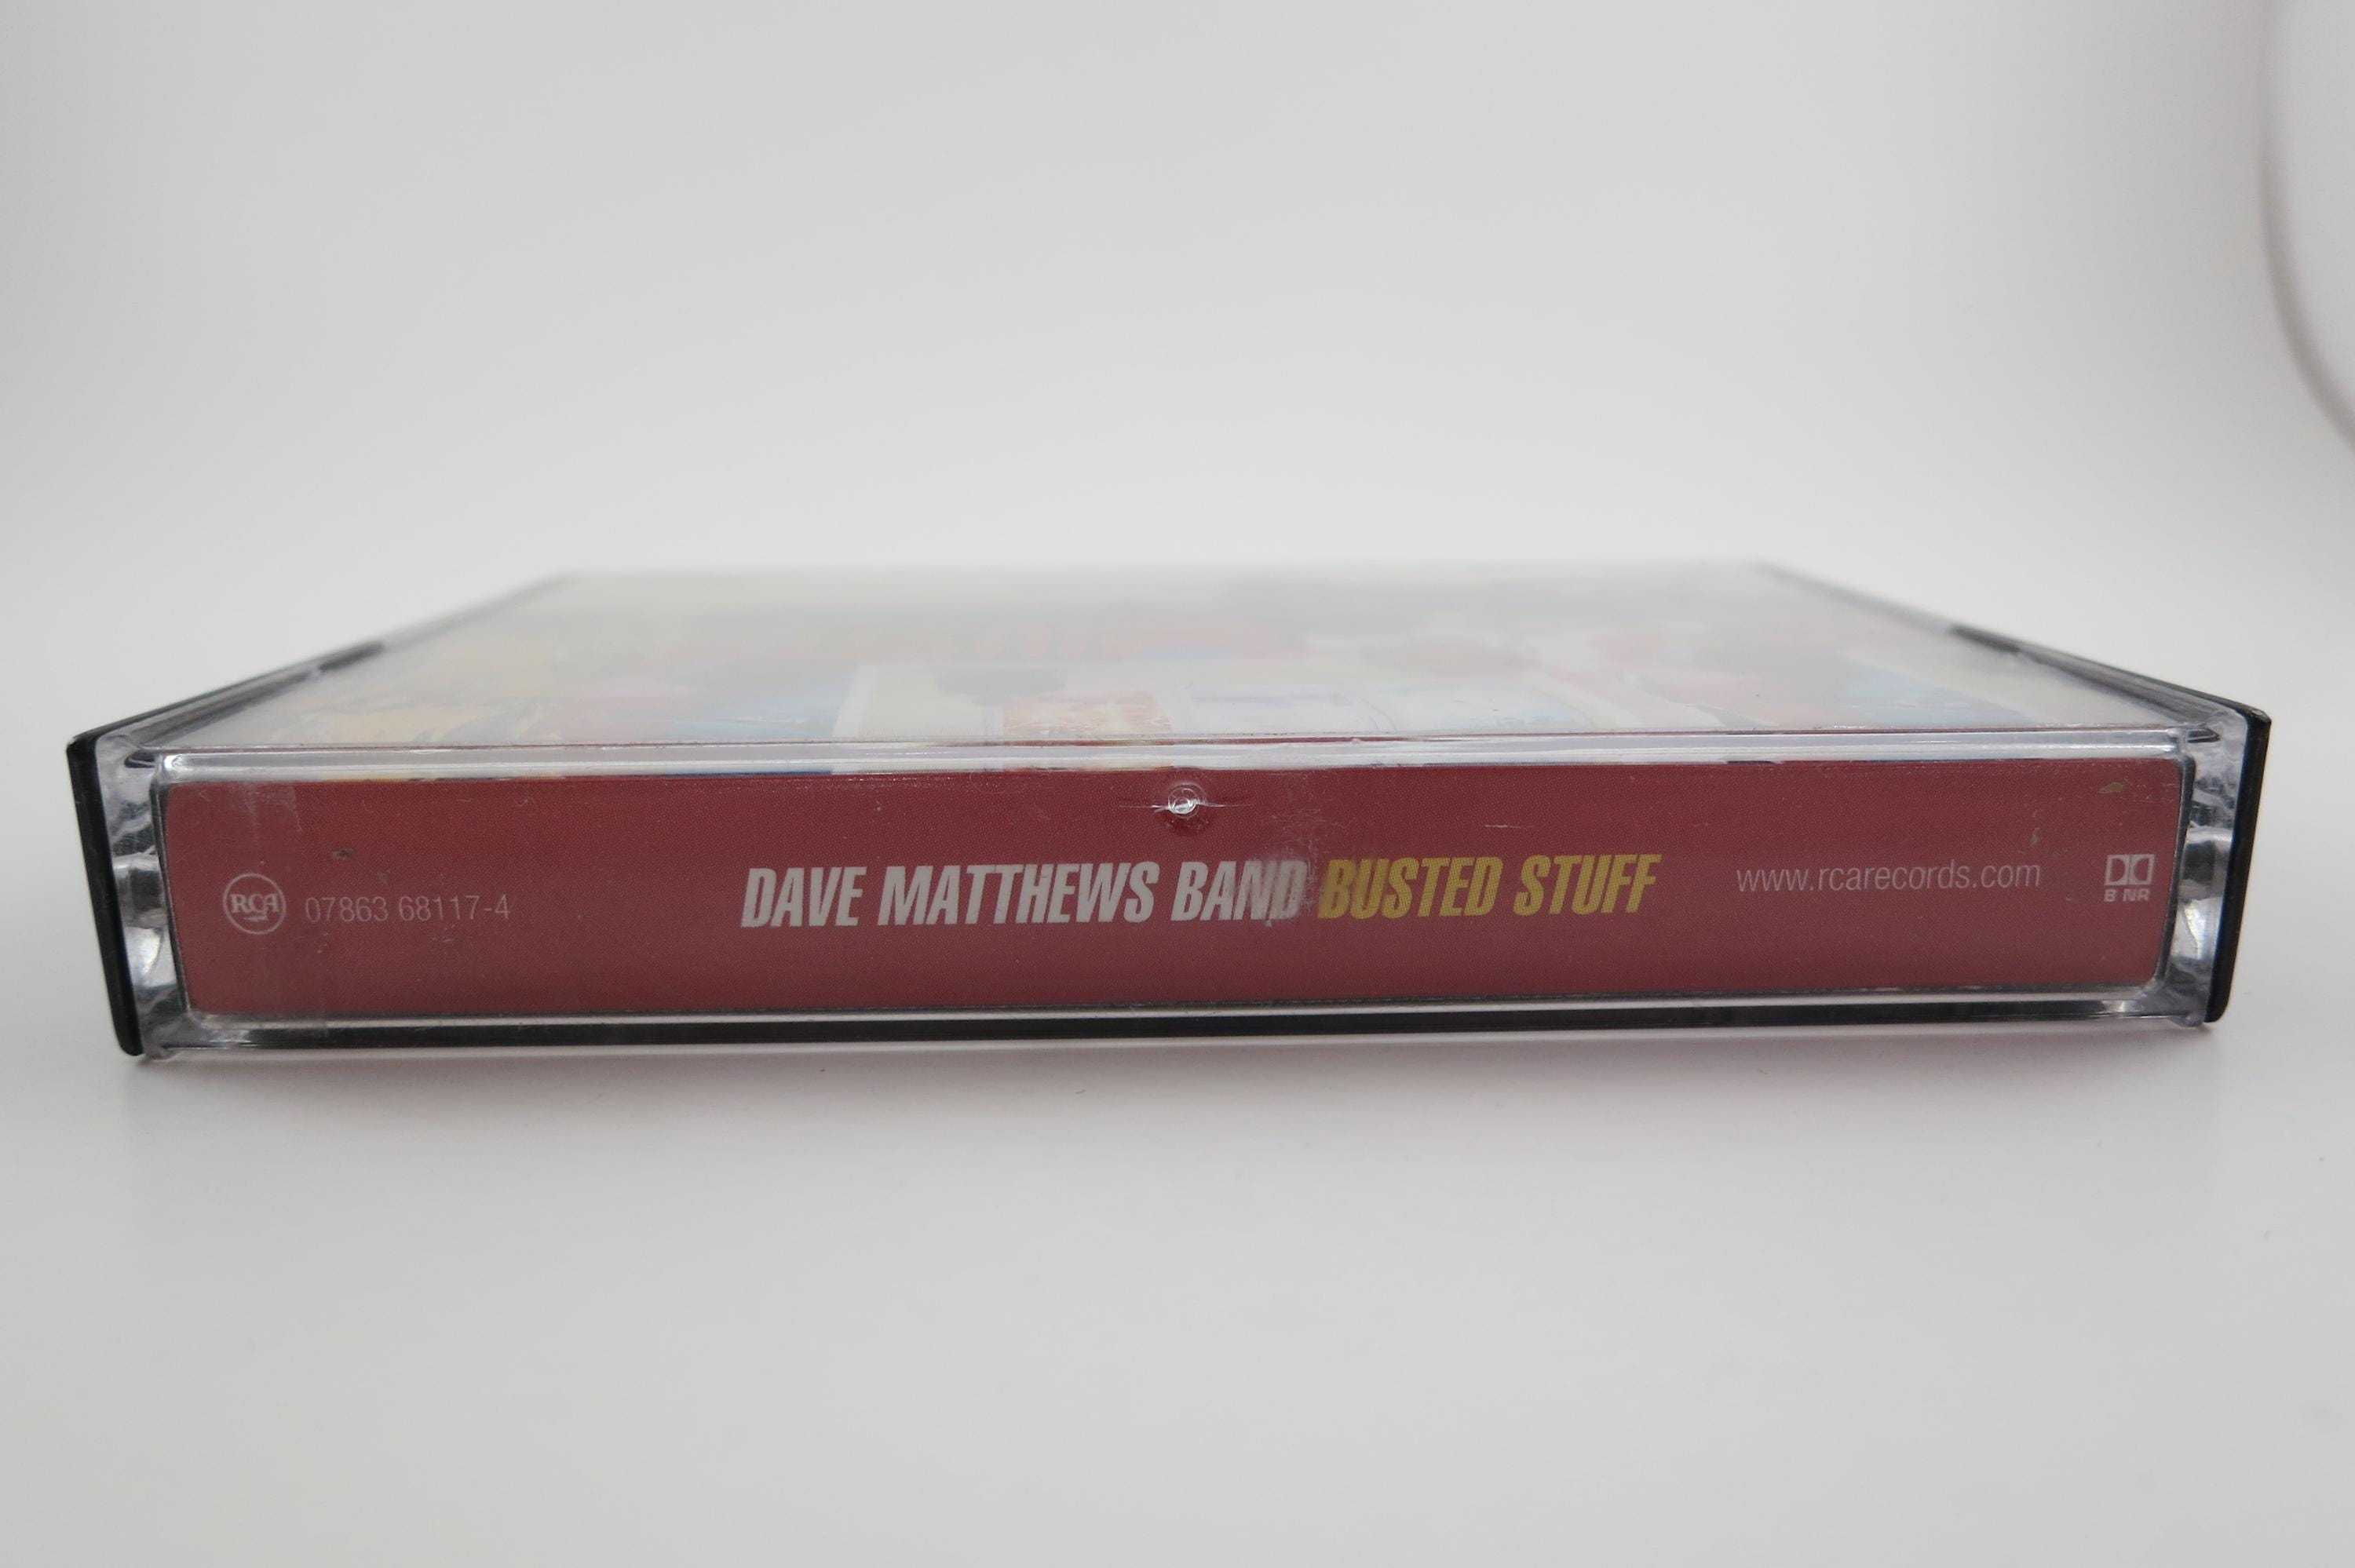 RCA 07863 68117-4 DAVE MATTHEWS BAND BUSTED STUFF www.rcarecords.com
B NR